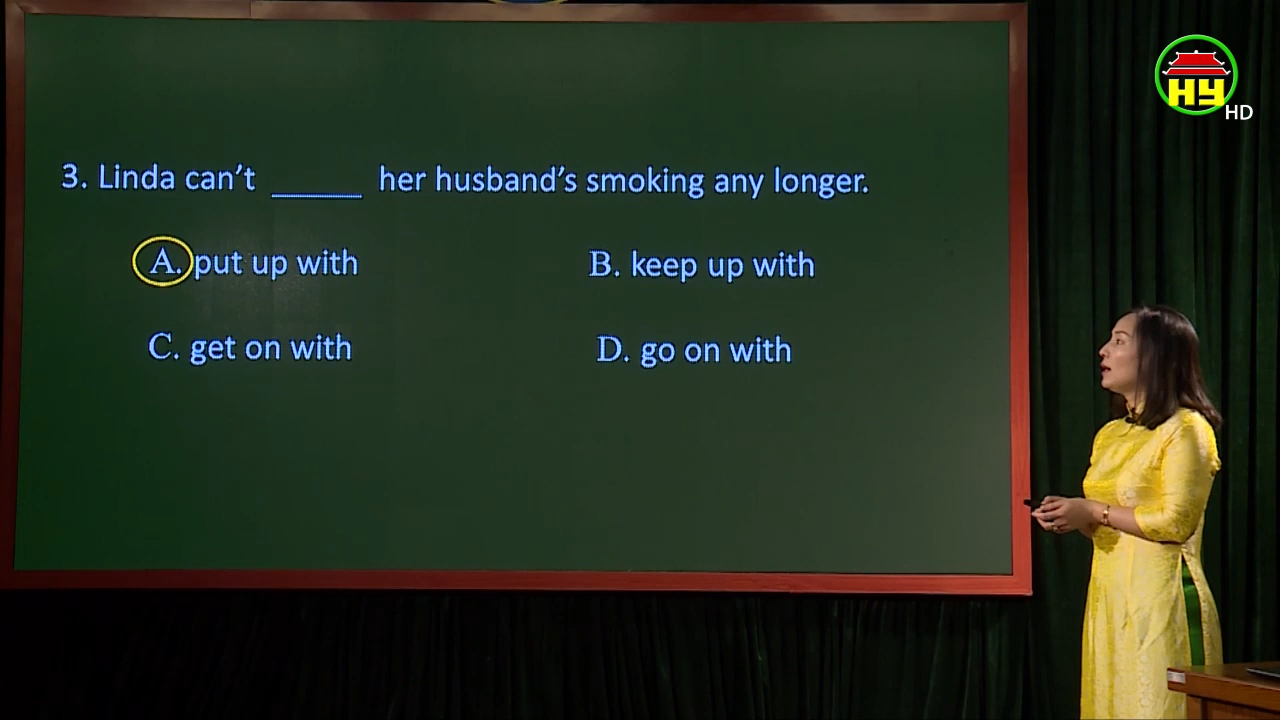 3. Linda can't _____ her husband's smoking any longer.
A. put up with B. keep up with
C. get on with D. go on with
HY
HD